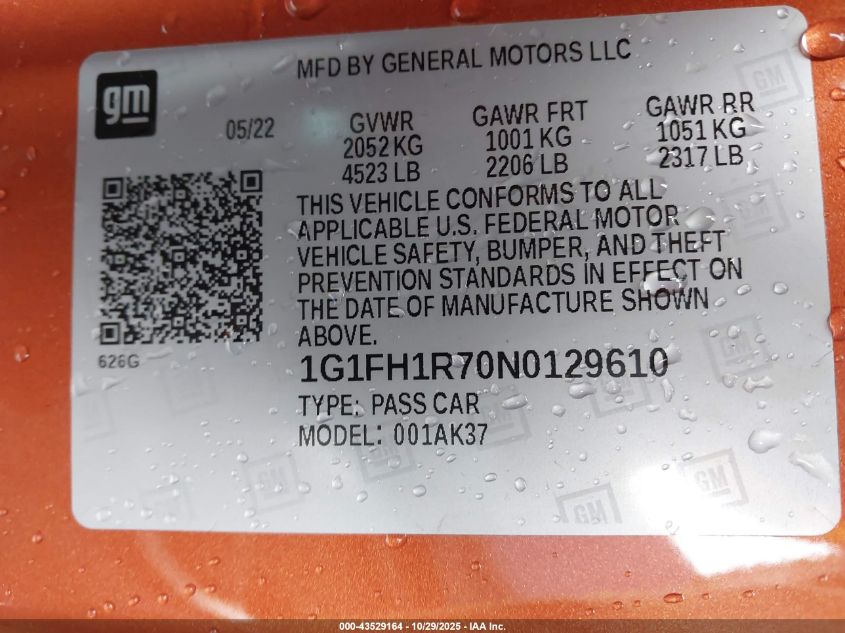 gm
MFD BY GENERAL MOTORS LLC
05/22
GVWR
2052 KG
4523 LB
GAWR FRT
1001 KG
2206 LB
GAWR RR
1051 KG
2317 LB
THIS VEHICLE CONFORMS TO ALL
APPLICABLE U.S. FEDERAL MOTOR
VEHICLE SAFETY, BUMPER, AND THEFT
PREVENTION STANDARDS IN EFFECT ON
THE DATE OF MANUFACTURE SHOWN
ABOVE.
626G
1G1FH1R70N0129610
TYPE: PASS CAR
MODEL: 001AK37
GM
GM
GM
000-43529164 - 10/29/2025 - IAA Inc.